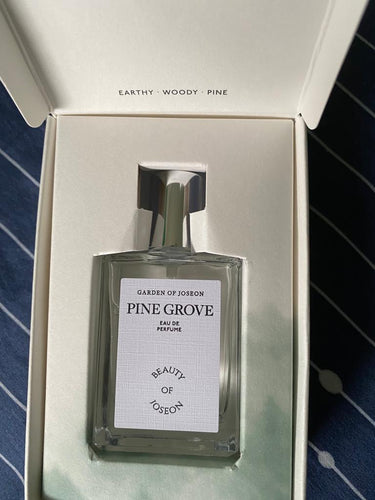 EARTHY · WOODY · PINE
GARDEN OF JOSEON
PINE GROVE
EAU DE
PERFUME
BEAUTY
OF
JOSEON